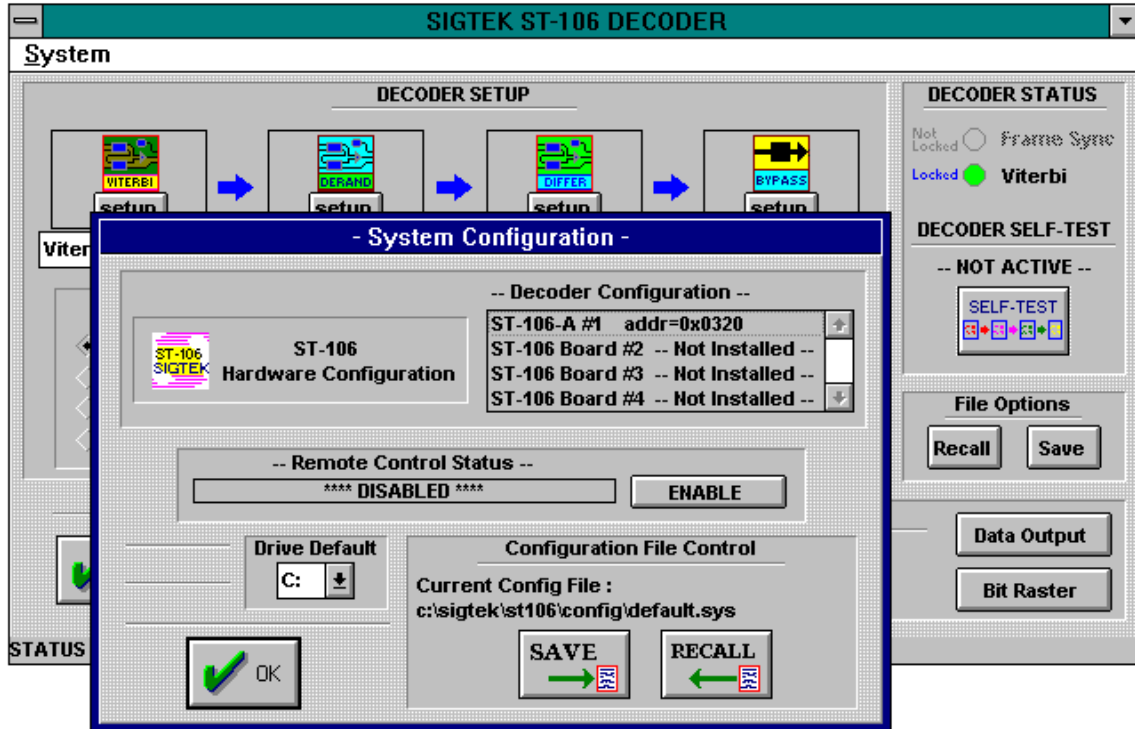 SIGTEK ST-106 DECODER
System
DECODER SETUP
VITERBI
DERAND
DIFFER
BYPASS
setup
setup
setup
setup
Viter
DECODER STATUS
Not Locked
Frame Sync
Locked
Viterbi
DECODER SELF-TEST
-- NOT ACTIVE --
SELF-TEST
File Options
Recall
Save
Data Output
Bit Raster
STATUS
- System Configuration -
ST-106
SIGTEK
ST-106
Hardware Configuration
-- Decoder Configuration --
ST-106-A #1 addr=0x0320
ST-106 Board #2 -- Not Installed --
ST-106 Board #3 -- Not Installed --
ST-106 Board #4 -- Not Installed --
-- Remote Control Status --
**** DISABLED ****
ENABLE
Drive Default
C:
Configuration File Control
Current Config File :
c:\sigtek\st106\config\default.sys
OK
SAVE
RECALL